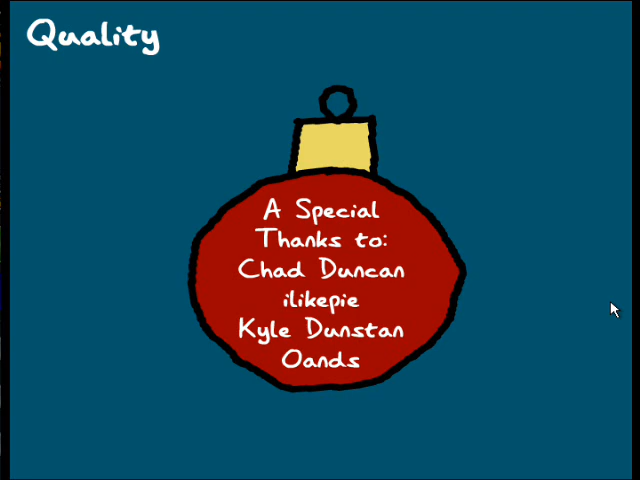 Quality
A Special
Thanks to:
Chad Duncan
ilikepie
Kyle Dunstan
Oands